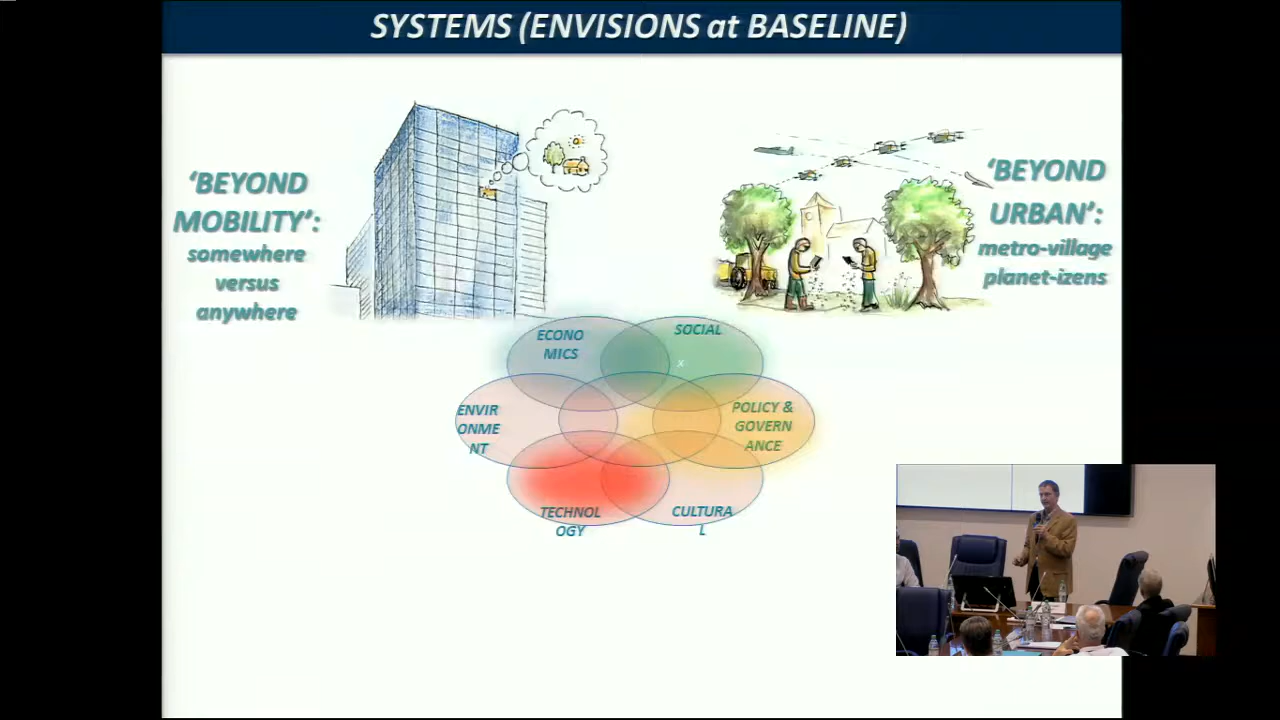 SYSTEMS (ENVISIONS at BASELINE)
‘BEYOND
MOBILITY’:
somewhere
versus
anywhere
‘BEYOND
URBAN’:
metro-village
planet-izens
ECONO
MICS
SOCIAL
x
ENVIR
ONME
NT
POLICY &
GOVERN
ANCE
TECHNOL
OGY
CULTURA
L